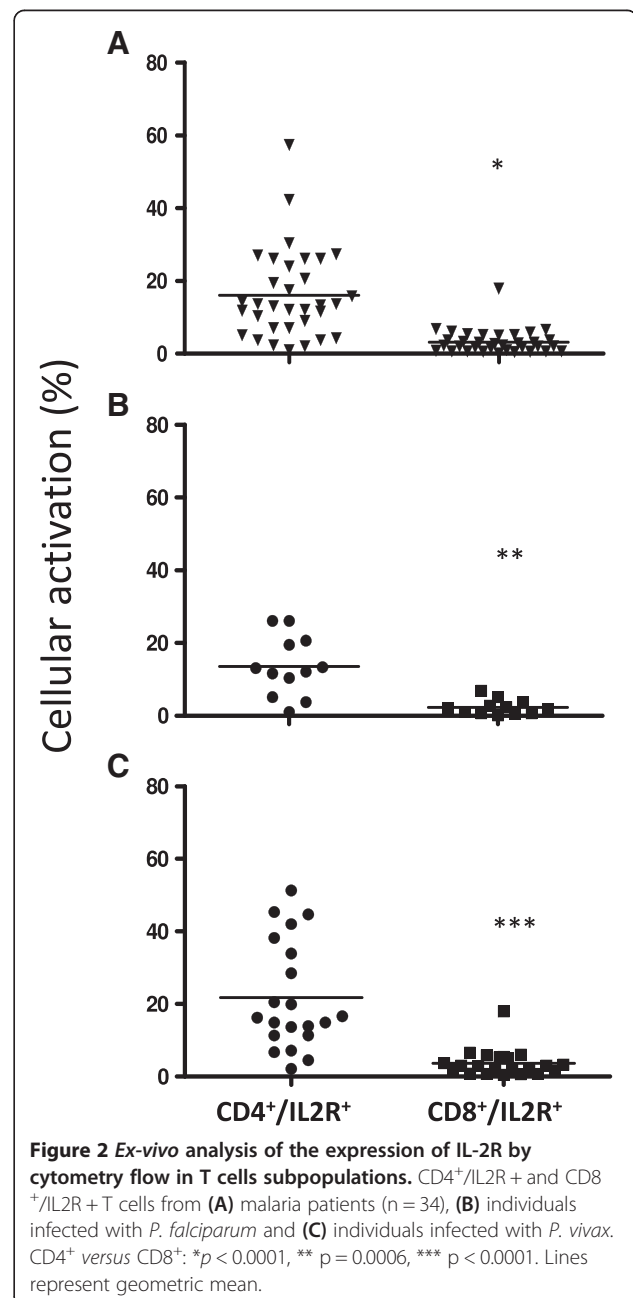 A
80
60
*
40
20
0
B
80
60
**
40
20
0
C
80
60
***
40
20
0
Cellular activation (%)
CD4⁺/IL2R⁺ CD8⁺/IL2R⁺
Figure 2 Ex-vivo analysis of the expression of IL-2R by
cytometry flow in T cells subpopulations. CD4⁺/IL2R + and CD8
⁺/IL2R + T cells from (A) malaria patients (n = 34), (B) individuals
infected with P. falciparum and (C) individuals infected with P. vivax.
CD4⁺ versus CD8⁺: *p < 0.0001, ** p = 0.0006, *** p < 0.0001. Lines
represent geometric mean.